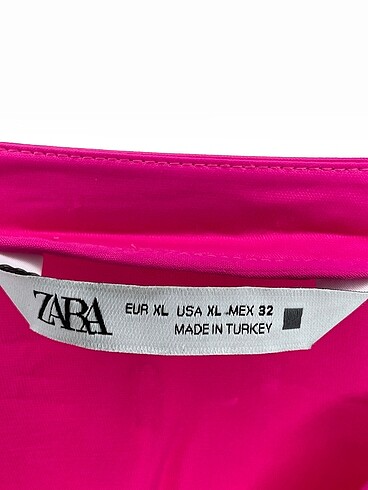 ZARA
EUR XL USA XL MEX 32
MADE IN TURKEY